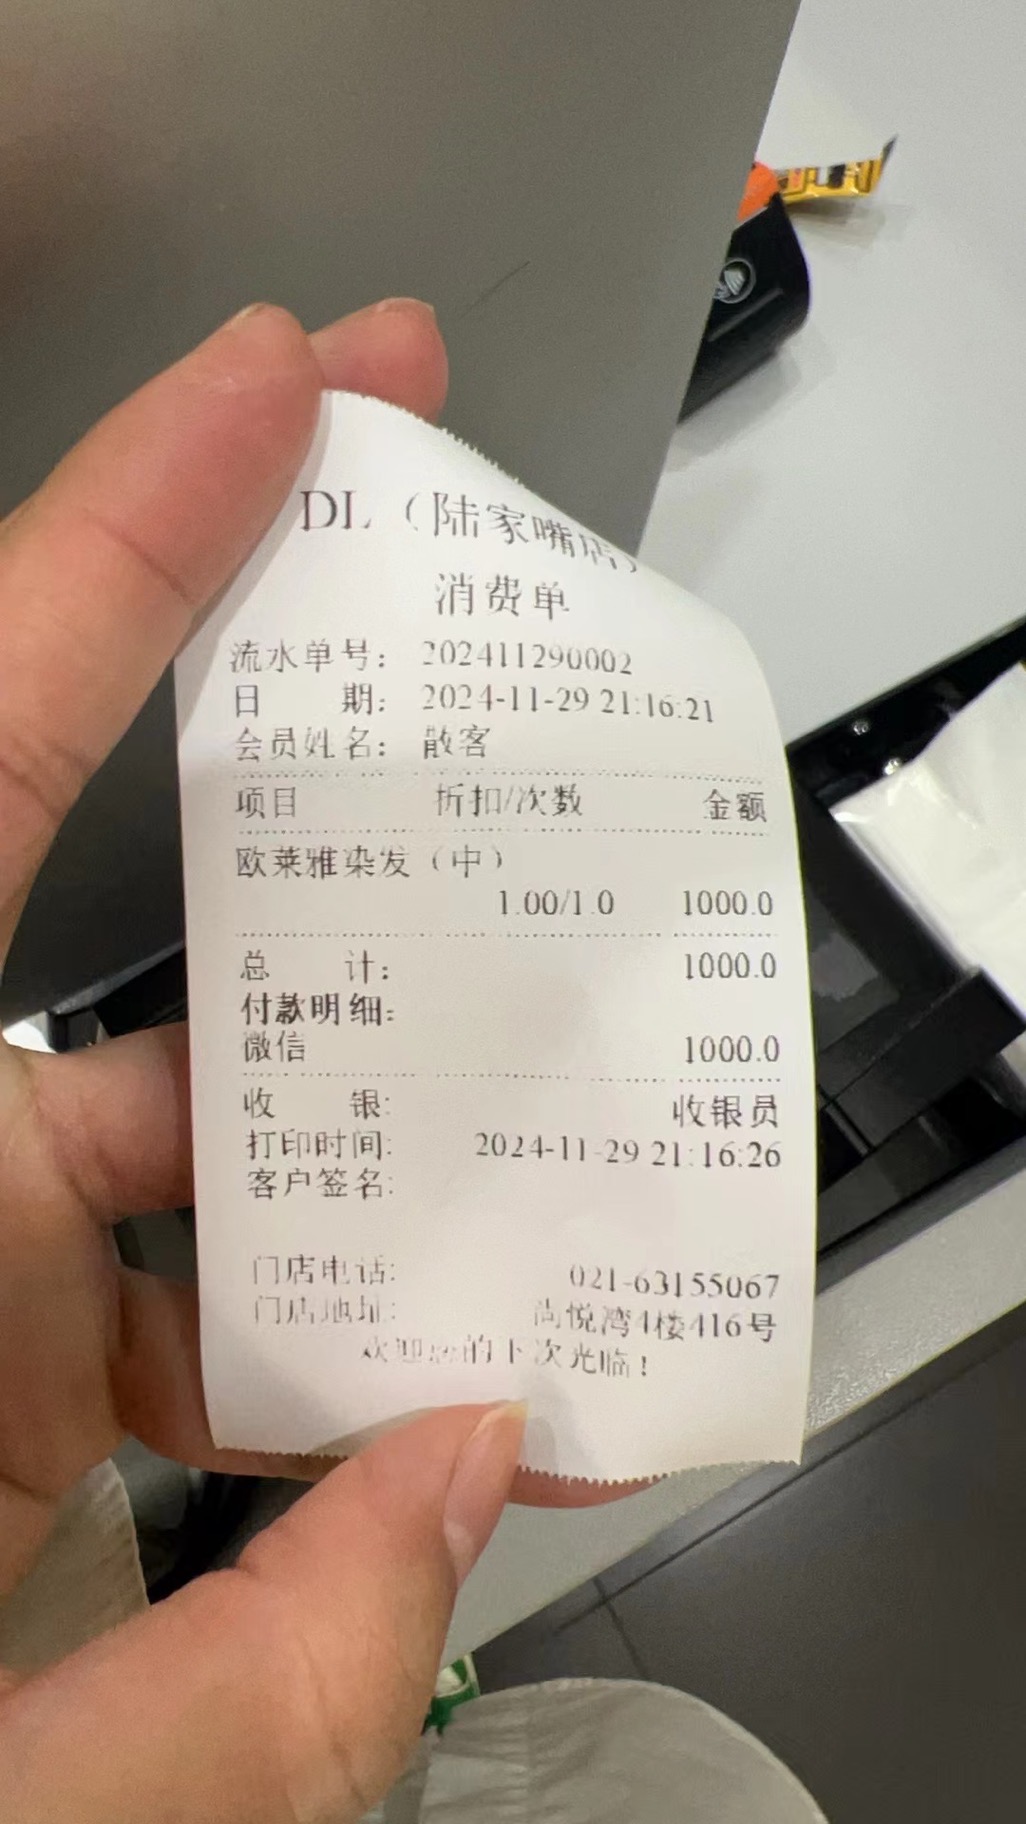 DL（陆家嘴店）
消费单
流水单号： 202411290002
日 期： 2024-11-29 21:16:21
会员姓名： 散客
项目 折扣/次数 金额
欧莱雅染发（中）
1.00/1.0 1000.0
总 计： 1000.0
付款明细：
微信 1000.0
收 银: 收银员
打印时间: 2024-11-29 21:16:26
客户签名:
门店电话: 021-63155067
门店地址: 尚悦湾4楼416号
欢迎您的下次光临！